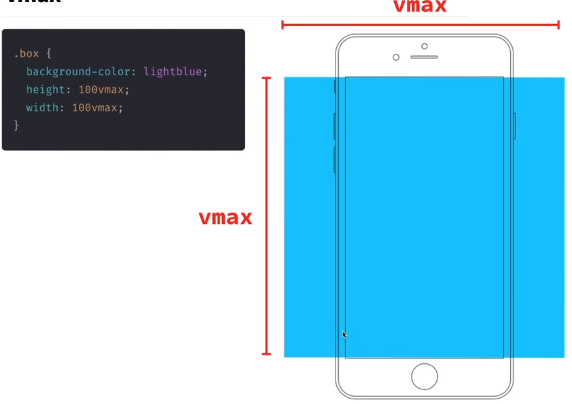 vmax
vmax
.box {
background-color: lightblue;
height: 100vmax;
width: 100vmax;
}
vmax